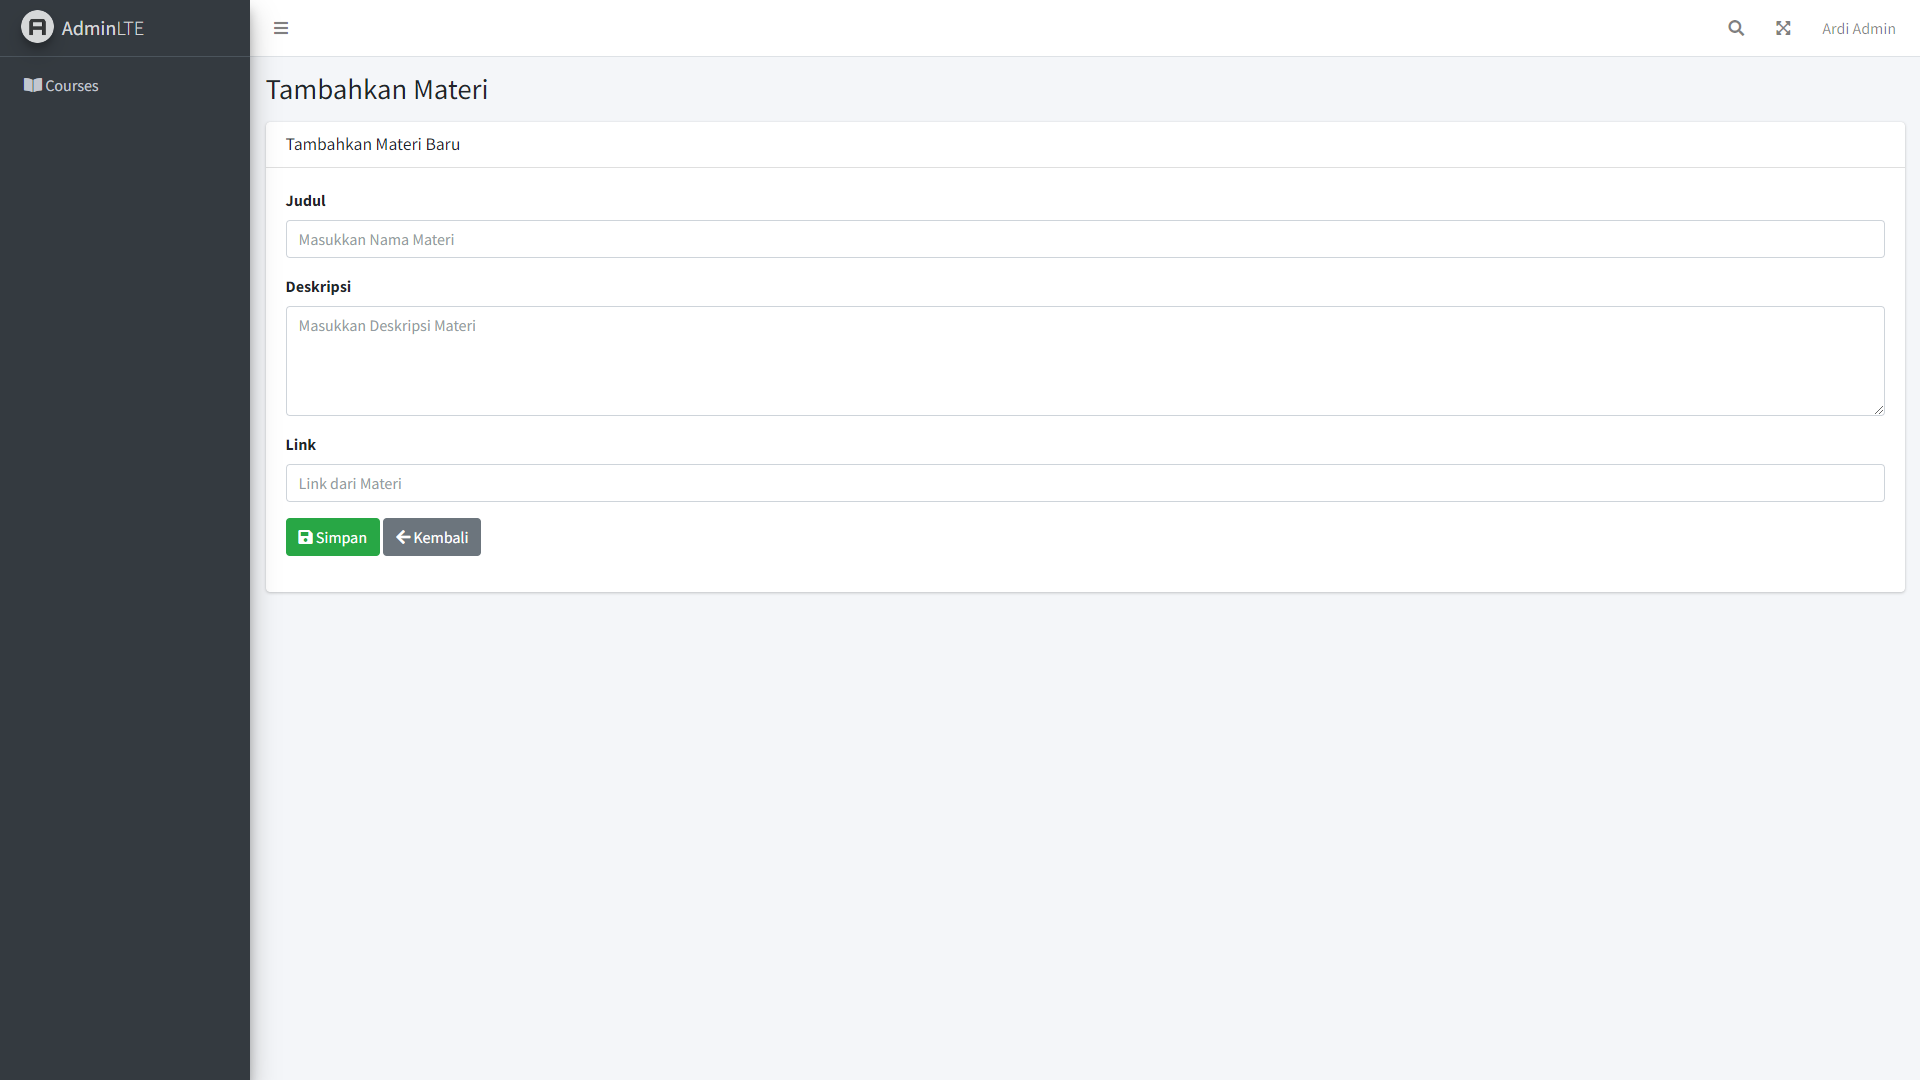 AdminLTE
Ardi Admin
Courses
Tambahkan Materi
Tambahkan Materi Baru
Judul
Masukkan Nama Materi
Deskripsi
Masukkan Deskripsi Materi
Link
Link dari Materi
Simpan Kembali